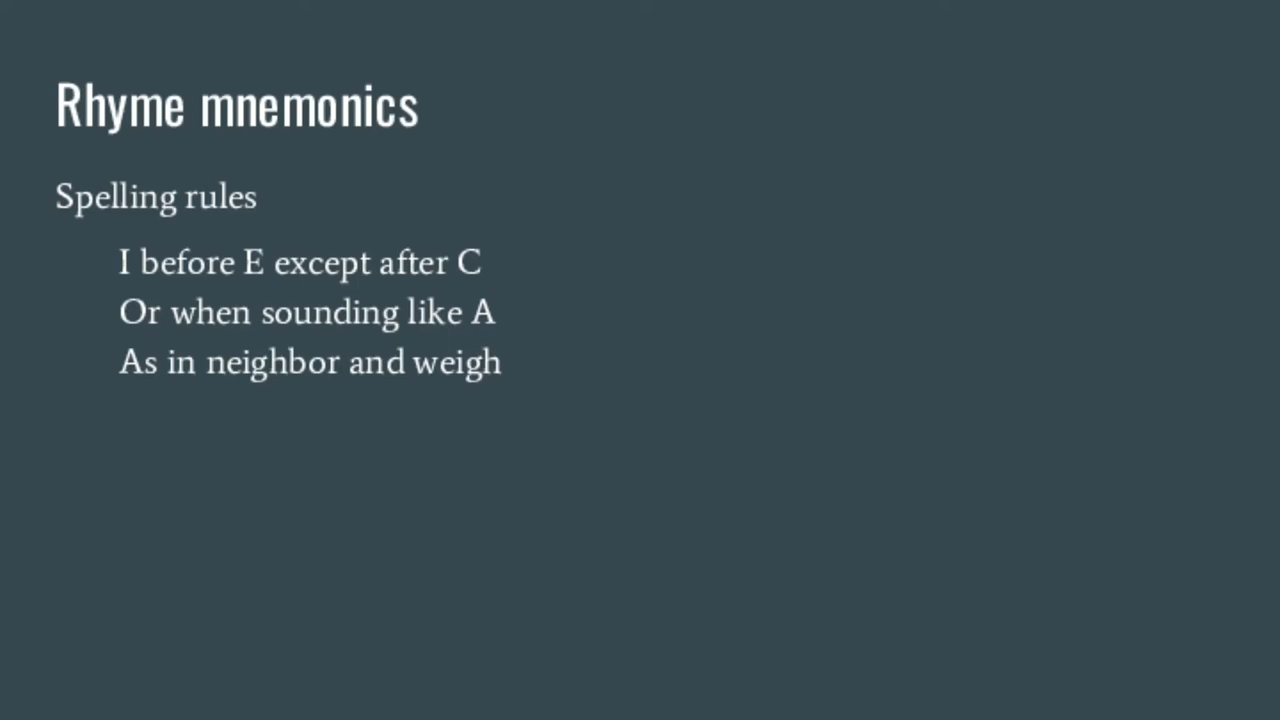 Rhyme mnemonics
Spelling rules
I before E except after C
Or when sounding like A
As in neighbor and weigh